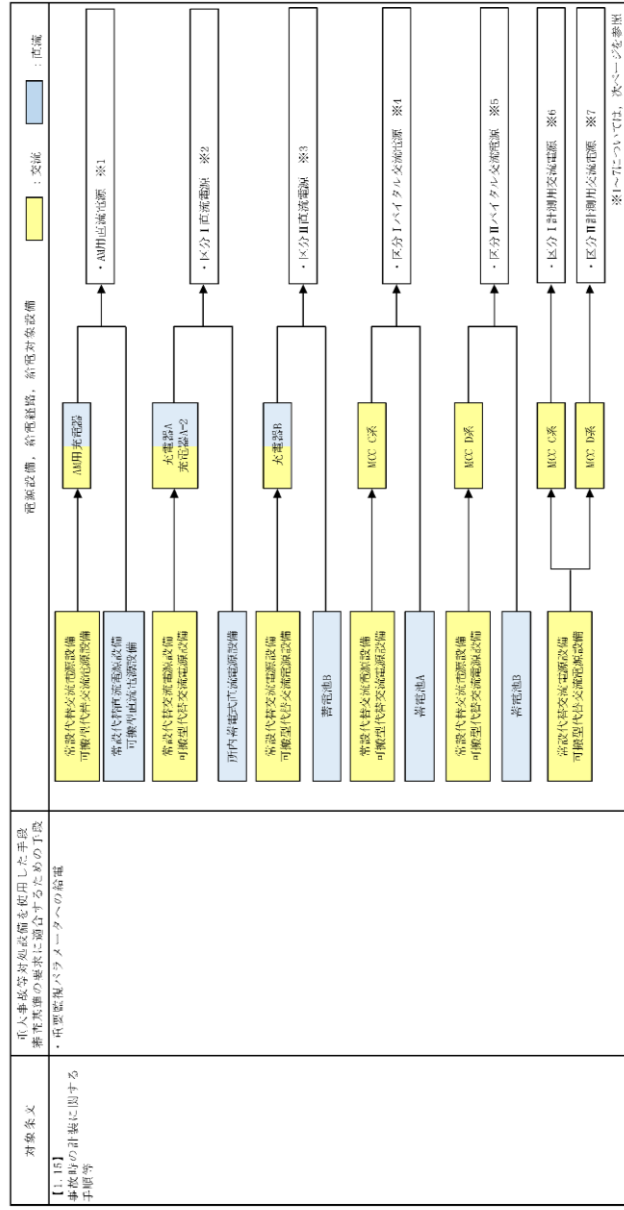 対象条文
重大事故等対処設備を使用した手段
審査基準の要求に適合するための手段
電源設備，給電経路，給電対象設備
：交流
：直流
【1.15】
事故時の計装に関する
手順等
・重要監視パラメータへの給電
常設代替交流電源設備
可搬型代替交流電源設備
AM用充電器
常設代替直流電源設備
可搬型直流電源設備
・AM用直流電源　※1
常設代替交流電源設備
可搬型代替交流電源設備
充電器A
充電器A-2
所内蓄電式直流電源設備
・区分Ⅰ直流電源　※2
常設代替交流電源設備
可搬型代替交流電源設備
充電器B
蓄電池B
・区分Ⅱ直流電源　※3
常設代替交流電源設備
可搬型代替交流電源設備
MCC C系
蓄電池A
・区分Ⅰバイタル交流電源　※4
常設代替交流電源設備
可搬型代替交流電源設備
MCC D系
蓄電池B
・区分Ⅱバイタル交流電源　※5
常設代替交流電源設備
可搬型代替交流電源設備
MCC C系
・区分Ⅰ計測用交流電源　※6
MCC D系
・区分Ⅱ計測用交流電源　※7
※1～7については，次ページを参照